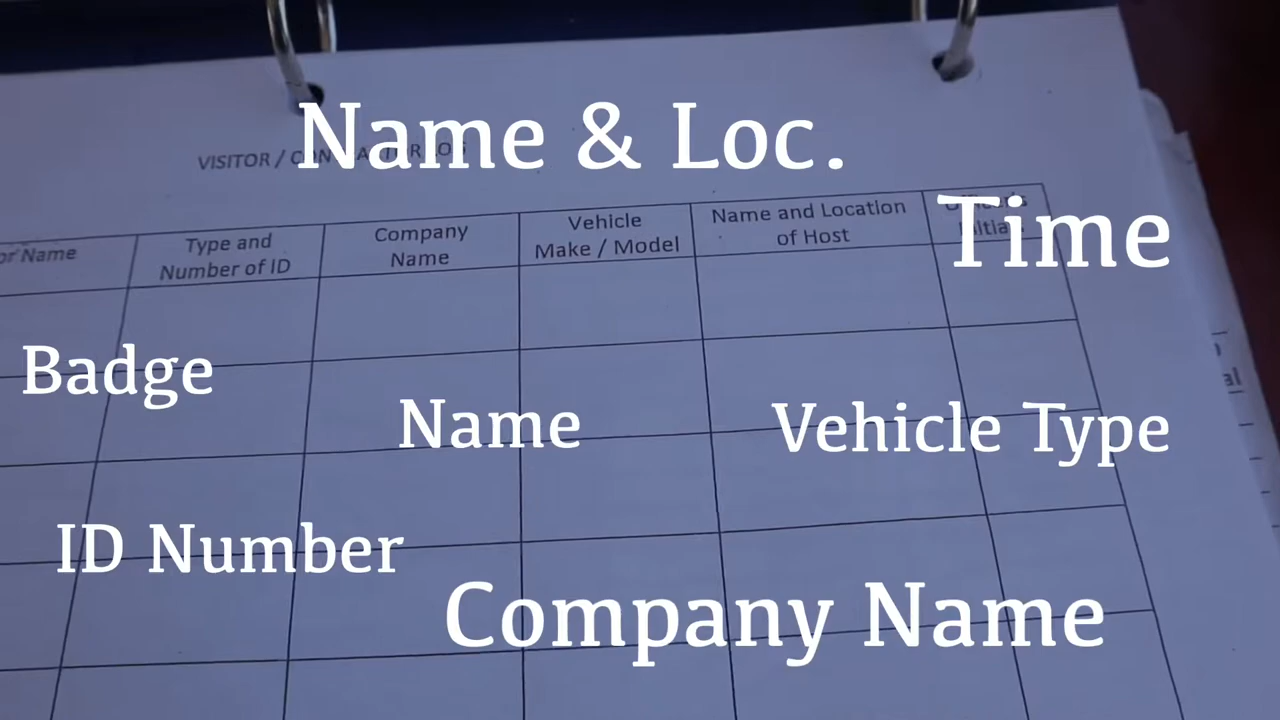 Name & Loc.
VISITOR /
Time
or Name
Type and
Number of ID
Company
Name
Vehicle
Make / Model
Name and Location
of Host
Badge
Name
Vehicle Type
ID Number
Company Name
al